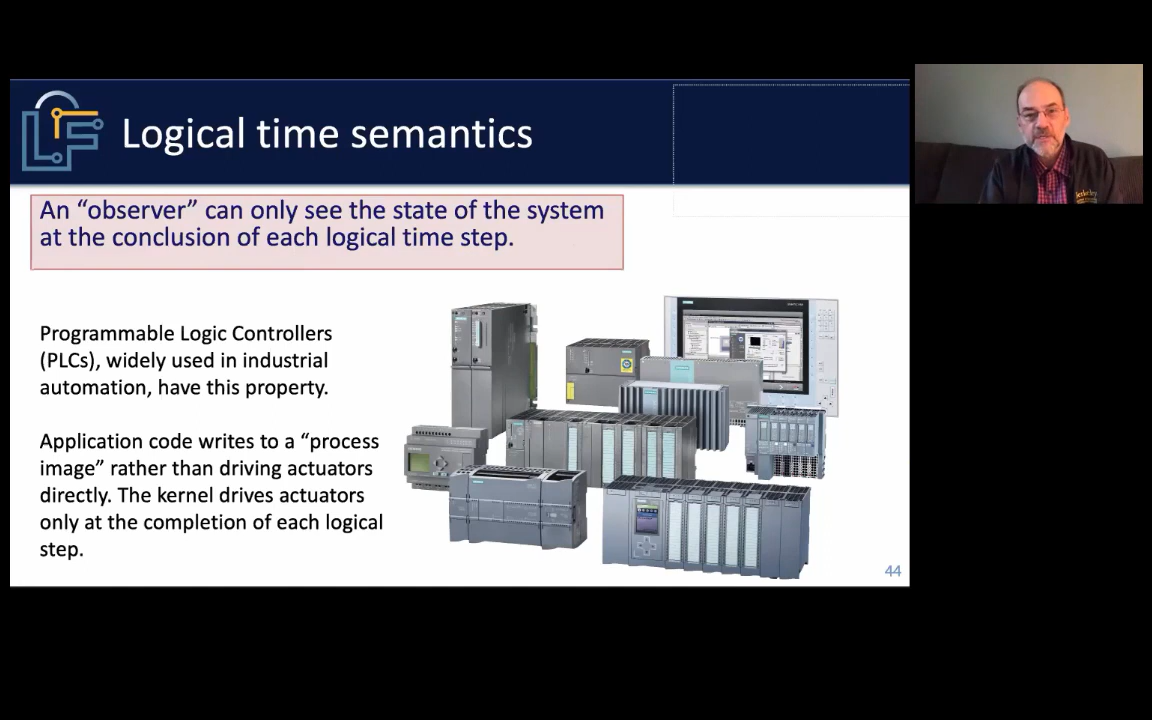 LF
Logical time semantics
An “observer” can only see the state of the system
at the conclusion of each logical time step.
Programmable Logic Controllers
(PLCs), widely used in industrial
automation, have this property.
Application code writes to a “process
image” rather than driving actuators
directly. The kernel drives actuators
only at the completion of each logical
step.
44